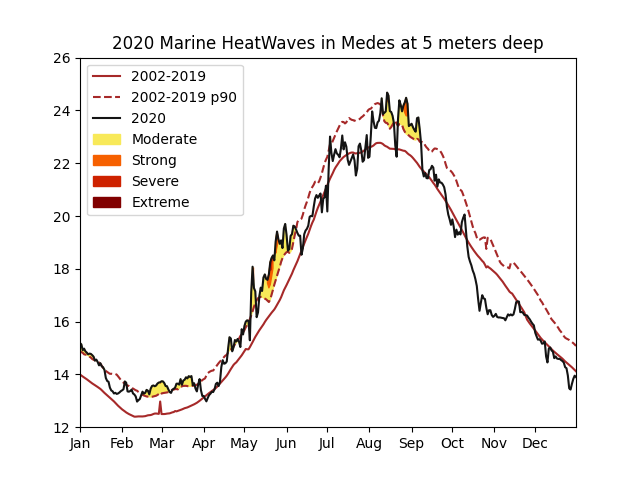 2020 Marine HeatWaves in Medes at 5 meters deep
26
24
22
20
18
16
14
12
2002-2019
2002-2019 p90
2020
Moderate
Strong
Severe
Extreme
Jan Feb Mar Apr May Jun Jul Aug Sep Oct Nov Dec